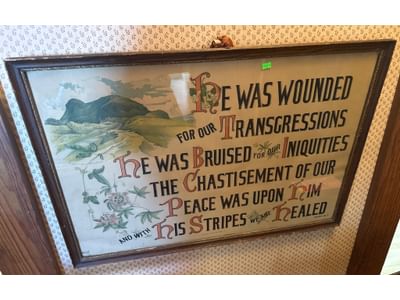 HE WAS WOUNDED
FOR OUR TRANSGRESSIONS
HE WAS BRUISED FOR OUR INIQUITIES
THE CHASTISEMENT OF OUR
PEACE WAS UPON HIM
AND WITH HIS STRIPES WE ARE HEALED